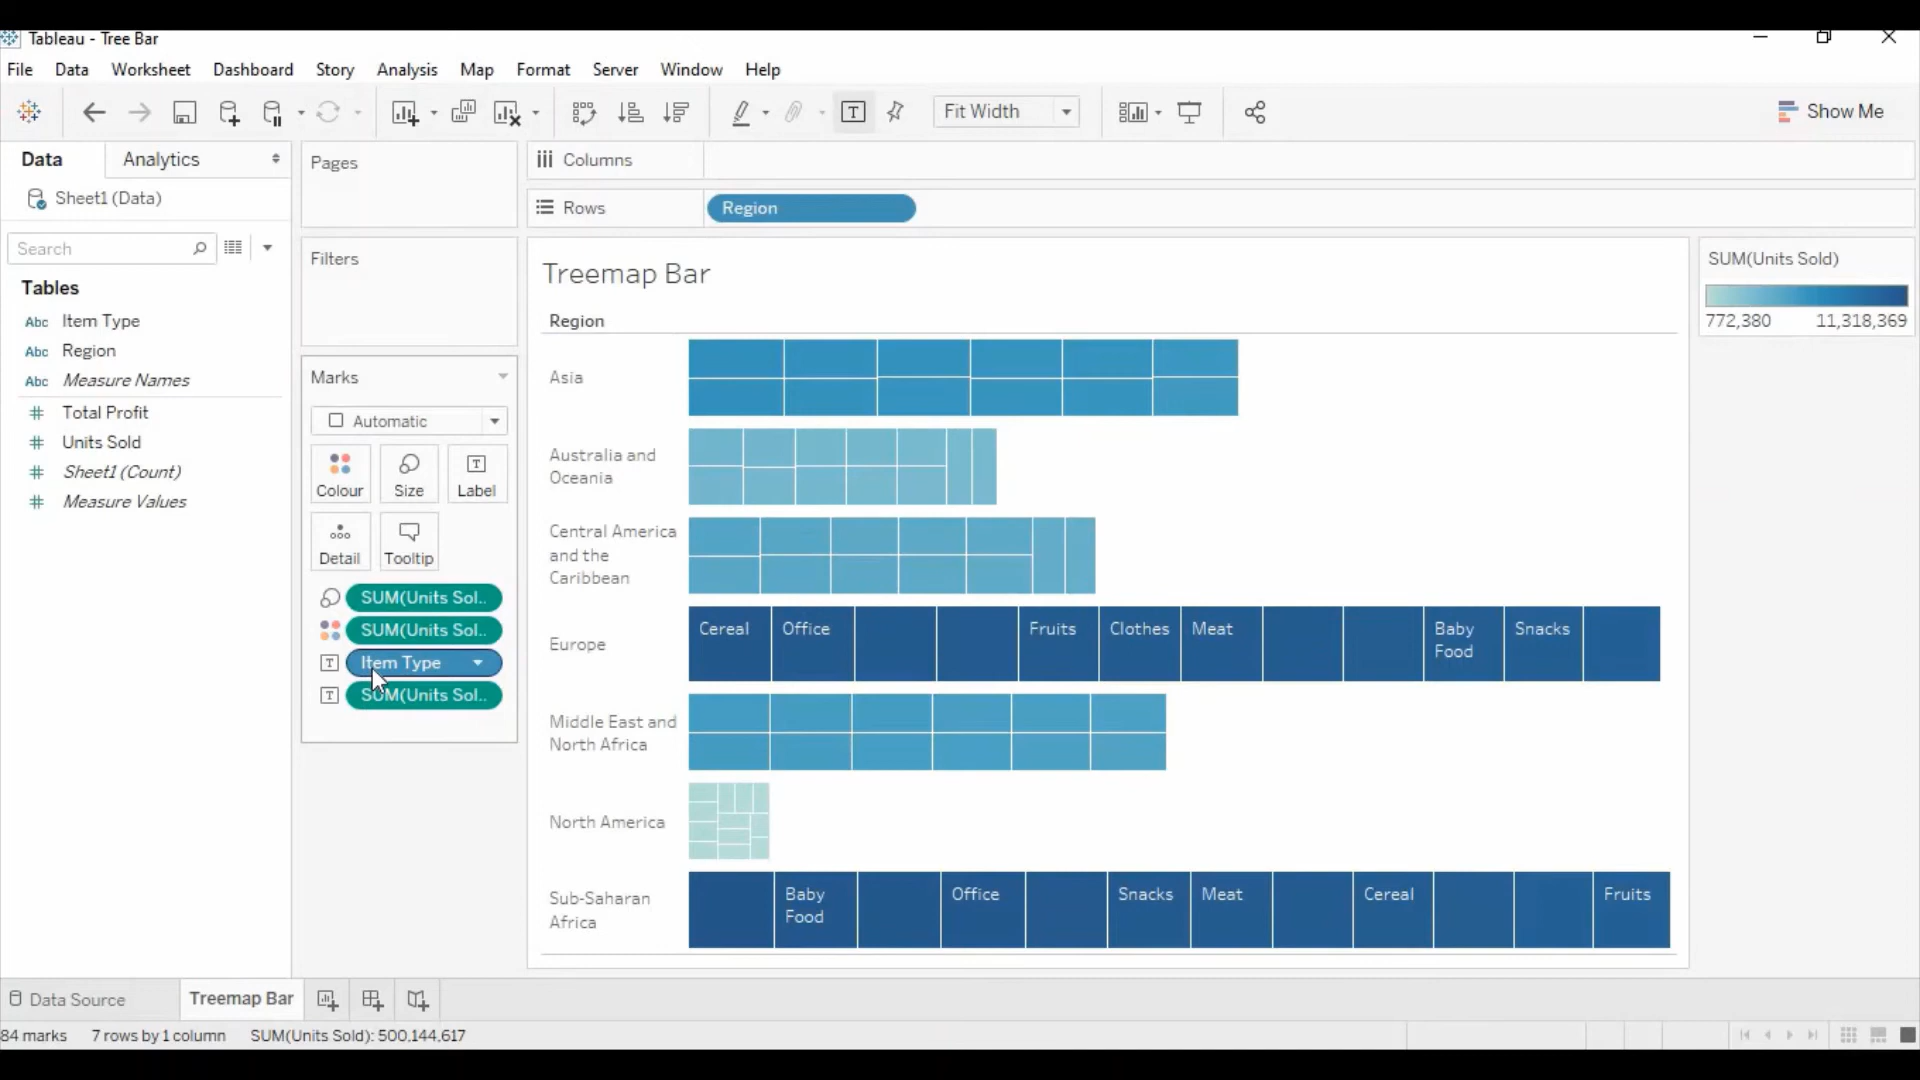 Tableau - Tree Bar
File Data Worksheet Dashboard Story Analysis Map Format Server Window Help
Fit Width
Show Me
Data Analytics
Sheet1 (Data)
Search
Tables
Abc Item Type
Abc Region
Abc Measure Names
# Total Profit
# Units Sold
# Sheet1 (Count)
# Measure Values
Pages
Filters
Marks
Automatic
Colour Size Label
Detail Tooltip
SUM(Units Sol..
SUM(Units Sol..
Item Type
SUM(Units Sol..
Columns
Rows Region
Treemap Bar
Region
Asia
Australia and
Oceania
Central America
and the
Caribbean
Europe
Cereal Office Fruits Clothes Meat Baby Food Snacks
Middle East and
North Africa
North America
Sub-Saharan
Africa
Baby Food Office Snacks Meat Cereal Fruits
SUM(Units Sold)
772,380 11,318,369
Data Source Treemap Bar
84 marks 7 rows by 1 column SUM(Units Sold): 500,144,617